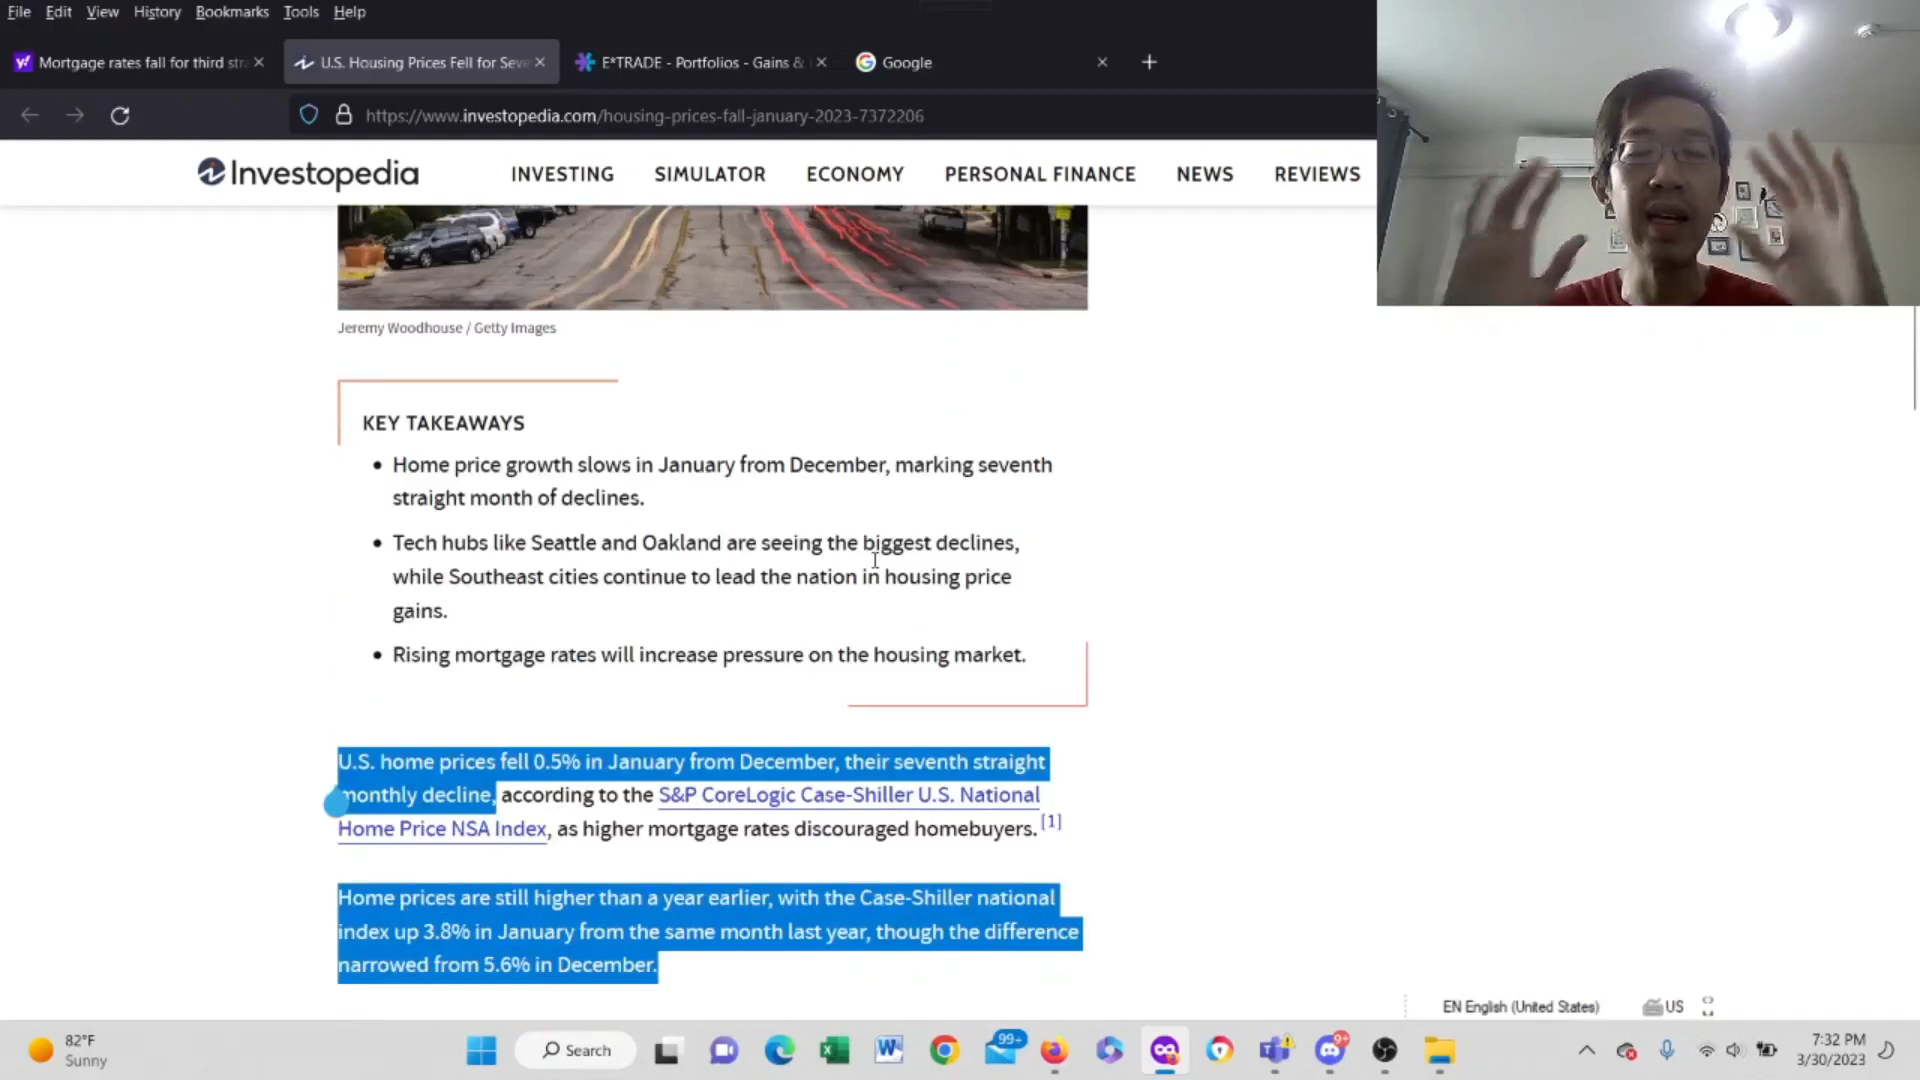 File Edit View History Bookmarks Tools Help
Mortgage rates fall for third str
U.S. Housing Prices Fell for Seve
E*TRADE - Portfolios - Gains &
Google
https://www.investopedia.com/housing-prices-fall-january-2023-7372206
Investopedia
INVESTING SIMULATOR ECONOMY PERSONAL FINANCE NEWS REVIEWS
Jeremy Woodhouse / Getty Images
KEY TAKEAWAYS
Home price growth slows in January from December, marking seventh
straight month of declines.
Tech hubs like Seattle and Oakland are seeing the biggest declines,
while Southeast cities continue to lead the nation in housing price
gains.
Rising mortgage rates will increase pressure on the housing market.
U.S. home prices fell 0.5% in January from December, their seventh straight
monthly decline, according to the S&P CoreLogic Case-Shiller U.S. National
Home Price NSA Index, as higher mortgage rates discouraged homebuyers. [1]
Home prices are still higher than a year earlier, with the Case-Shiller national
index up 3.8% in January from the same month last year, though the difference
narrowed from 5.6% in December.
EN English (United States) US
82°F
Sunny
Search
99+
9+
7:32 PM
3/30/2023